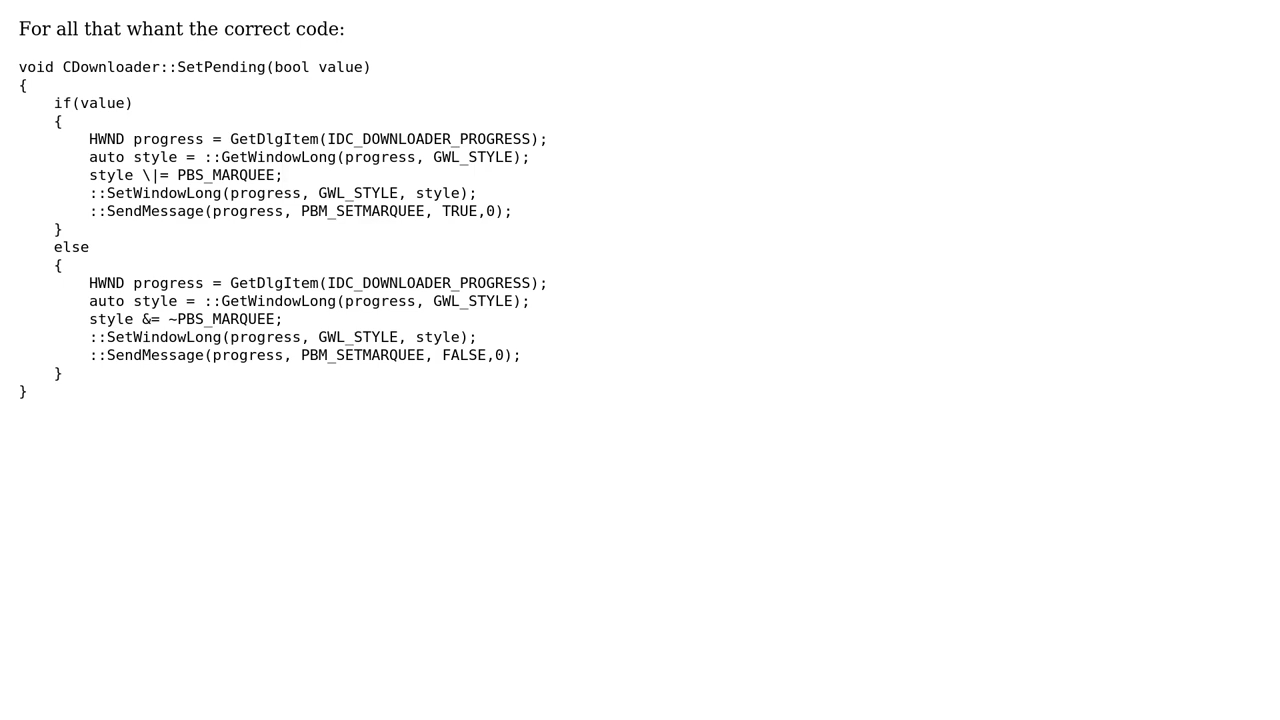 For all that whant the correct code:
void CDownloader::SetPending(bool value)
{
    if(value)
    {
        HWND progress = GetDlgItem(IDC_DOWNLOADER_PROGRESS);
        auto style = ::GetWindowLong(progress, GWL_STYLE);
        style \|= PBS_MARQUEE;
        ::SetWindowLong(progress, GWL_STYLE, style);
        ::SendMessage(progress, PBM_SETMARQUEE, TRUE,0);
    }
    else
    {
        HWND progress = GetDlgItem(IDC_DOWNLOADER_PROGRESS);
        auto style = ::GetWindowLong(progress, GWL_STYLE);
        style &= ~PBS_MARQUEE;
        ::SetWindowLong(progress, GWL_STYLE, style);
        ::SendMessage(progress, PBM_SETMARQUEE, FALSE,0);
    }
}